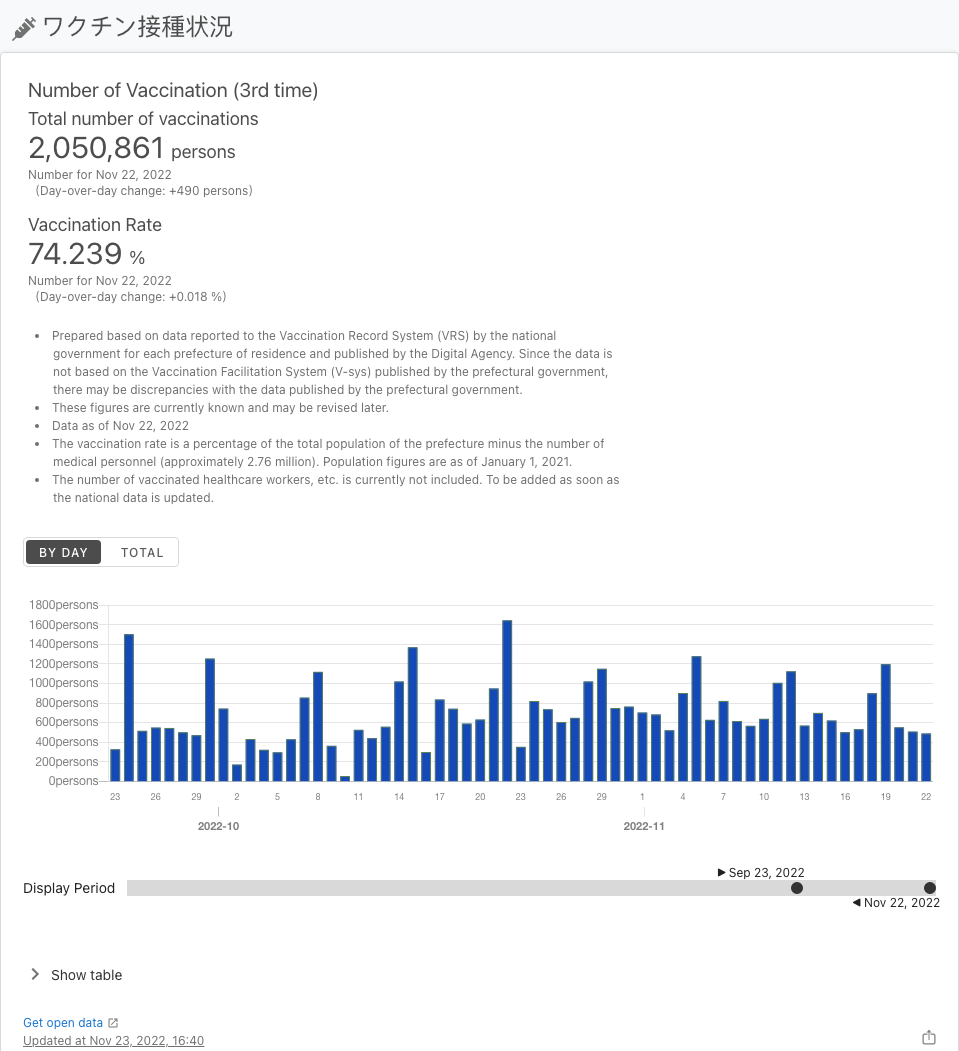 ワクチン接種状況
Number of Vaccination (3rd time)
Total number of vaccinations
2,050,861 persons
Number for Nov 22, 2022
(Day-over-day change: +490 persons)
Vaccination Rate
74.239 %
Number for Nov 22, 2022
(Day-over-day change: +0.018 %)
• Prepared based on data reported to the Vaccination Record System (VRS) by the national
government for each prefecture of residence and published by the Digital Agency. Since the data is
not based on the Vaccination Facilitation System (V-sys) published by the prefectural government,
there may be discrepancies with the data published by the prefectural government.
• These figures are currently known and may be revised later.
• Data as of Nov 22, 2022
• The vaccination rate is a percentage of the total population of the prefecture minus the number of
medical personnel (approximately 2.76 million). Population figures are as of January 1, 2021.
• The number of vaccinated healthcare workers, etc. is currently not included. To be added as soon as
the national data is updated.
BY DAY TOTAL
1800persons
1600persons
1400persons
1200persons
1000persons
800persons
600persons
400persons
200persons
0persons
23 26 29 2 5 8 11 14 17 20 23 26 29 1 4 7 10 13 16 19 22
2022-10 2022-11
Sep 23, 2022
Display Period
Nov 22, 2022
Show table
Get open data
Updated at Nov 23, 2022, 16:40